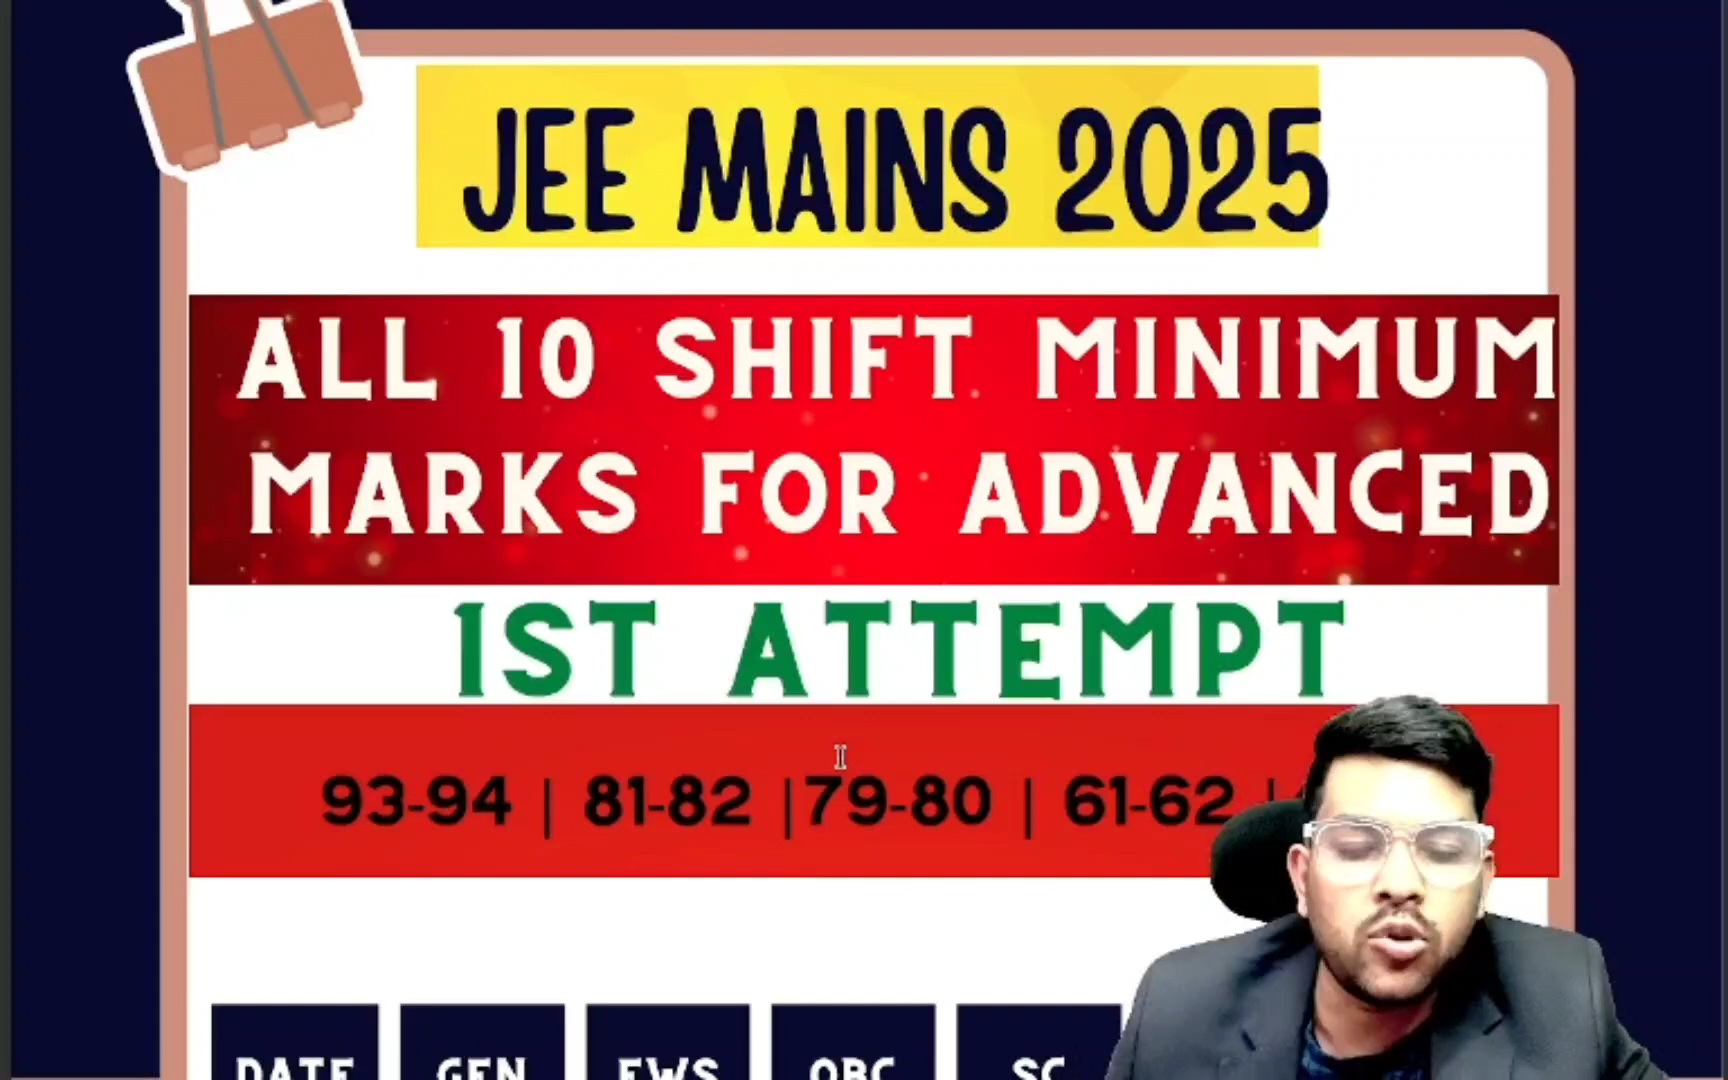 JEE MAINS 2025
ALL 10 SHIFT MINIMUM
MARKS FOR ADVANCED
1ST ATTEMPT
93-94 | 81-82 |79-80 | 61-62 |
DATE GEN EWS OBC SC